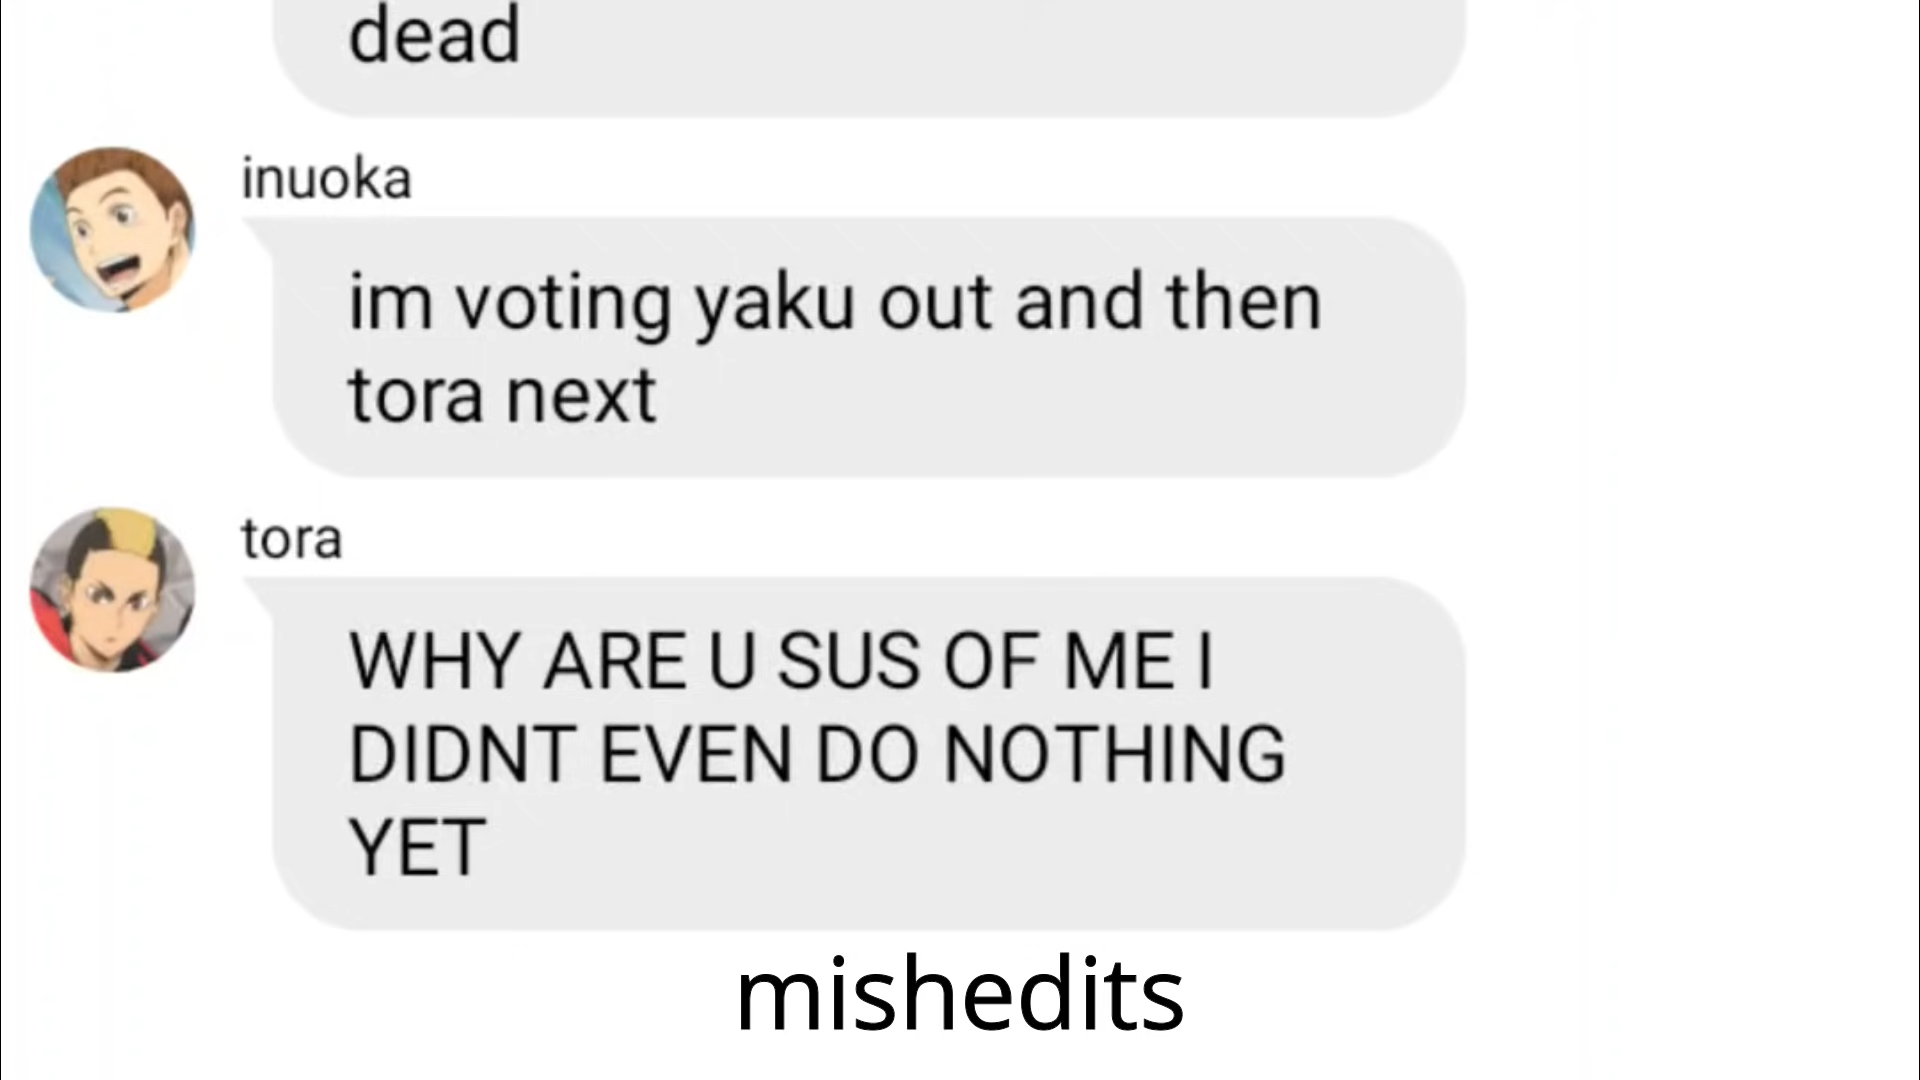 dead
inuoka
im voting yaku out and then
tora next
tora
WHY ARE U SUS OF ME I
DIDNT EVEN DO NOTHING
YET
mishedits